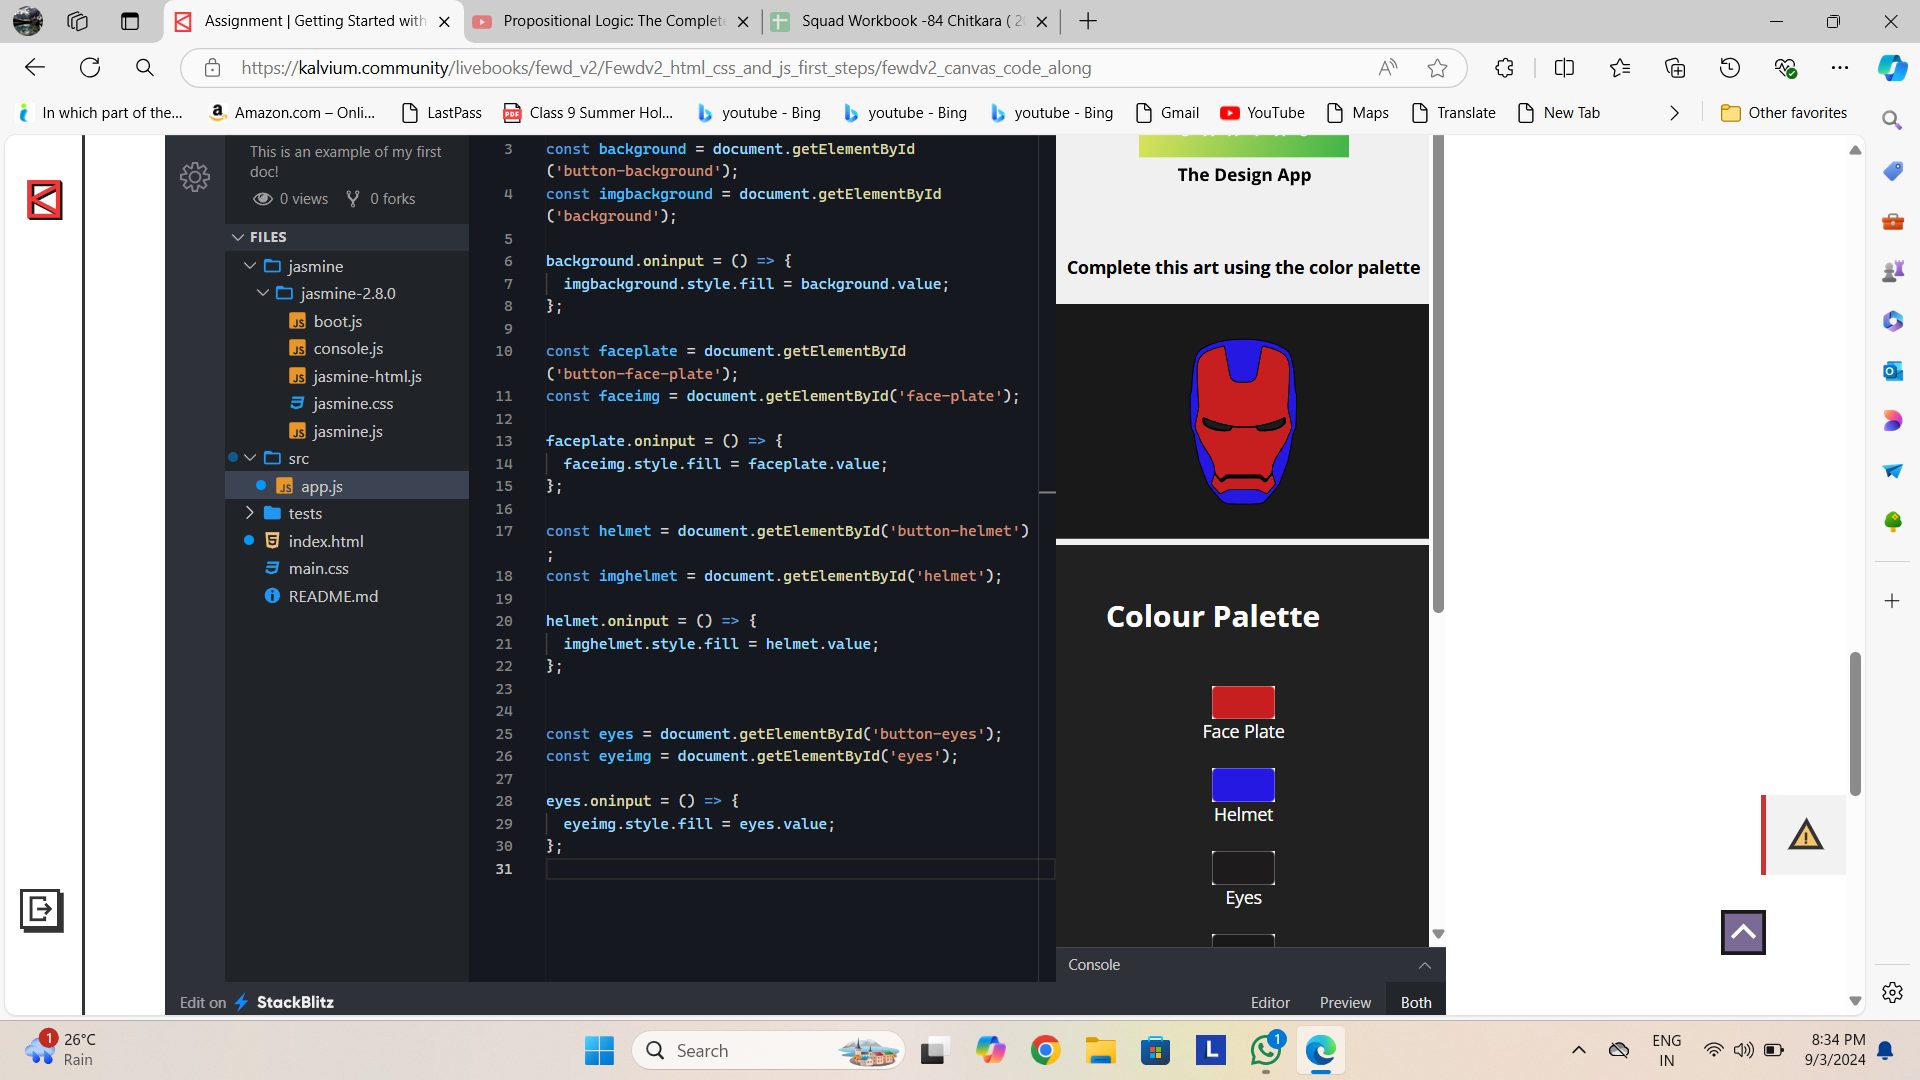 Assignment | Getting Started with
Propositional Logic: The Complete
Squad Workbook -84 Chitkara ( 2
https://kalvium.community/livebooks/fewd_v2/Fewdv2_html_css_and_js_first_steps/fewdv2_canvas_code_along
In which part of the...
Amazon.com – Onli...
LastPass
Class 9 Summer Hol...
youtube - Bing
youtube - Bing
youtube - Bing
Gmail
YouTube
Maps
Translate
New Tab
Other favorites
This is an example of my first
doc!
0 views
0 forks
FILES
jasmine
jasmine-2.8.0
boot.js
console.js
jasmine-html.js
jasmine.css
jasmine.js
src
app.js
tests
index.html
main.css
README.md
3 const background = document.getElementById
('button-background');
4 const imgbackground = document.getElementById
('background');
5
6 background.oninput = () => {
7 imgbackground.style.fill = background.value;
8 };
9
10 const faceplate = document.getElementById
('button-face-plate');
11 const faceimg = document.getElementById('face-plate');
12
13 faceplate.oninput = () => {
14 faceimg.style.fill = faceplate.value;
15 };
16
17 const helmet = document.getElementById('button-helmet')
;
18 const imghelmet = document.getElementById('helmet');
19
20 helmet.oninput = () => {
21 imghelmet.style.fill = helmet.value;
22 };
23
24
25 const eyes = document.getElementById('button-eyes');
26 const eyeimg = document.getElementById('eyes');
27
28 eyes.oninput = () => {
29 eyeimg.style.fill = eyes.value;
30 };
31
The Design App
Complete this art using the color palette
Colour Palette
Face Plate
Helmet
Eyes
Console
Edit on StackBlitz
Editor Preview Both
1
26°C
Rain
Search
L
1
ENG
IN
8:34 PM
9/3/2024